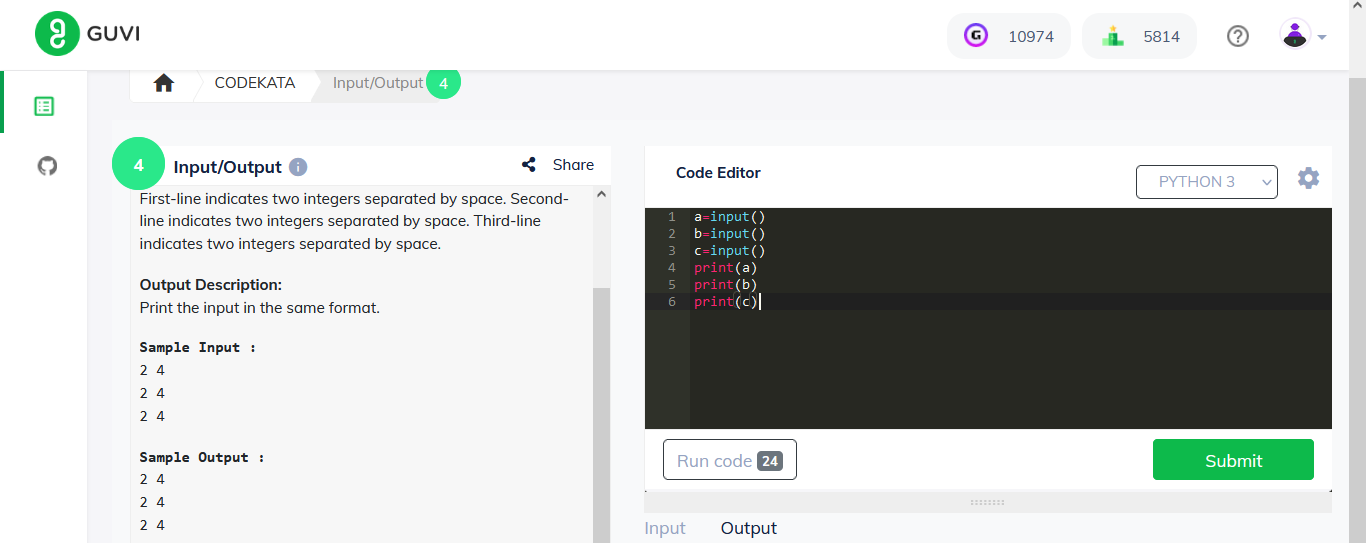 GUVI
10974
5814
CODEKATA
Input/Output
4
4
Input/Output
Share
First-line indicates two integers separated by space. Second-
line indicates two integers separated by space. Third-line
indicates two integers separated by space.
Output Description:
Print the input in the same format.
Sample Input :
2 4
2 4
2 4
Sample Output :
2 4
2 4
2 4
Code Editor
PYTHON 3
1 a=input()
2 b=input()
3 c=input()
4 print(a)
5 print(b)
6 print(c)
Run code 24
Submit
Input
Output